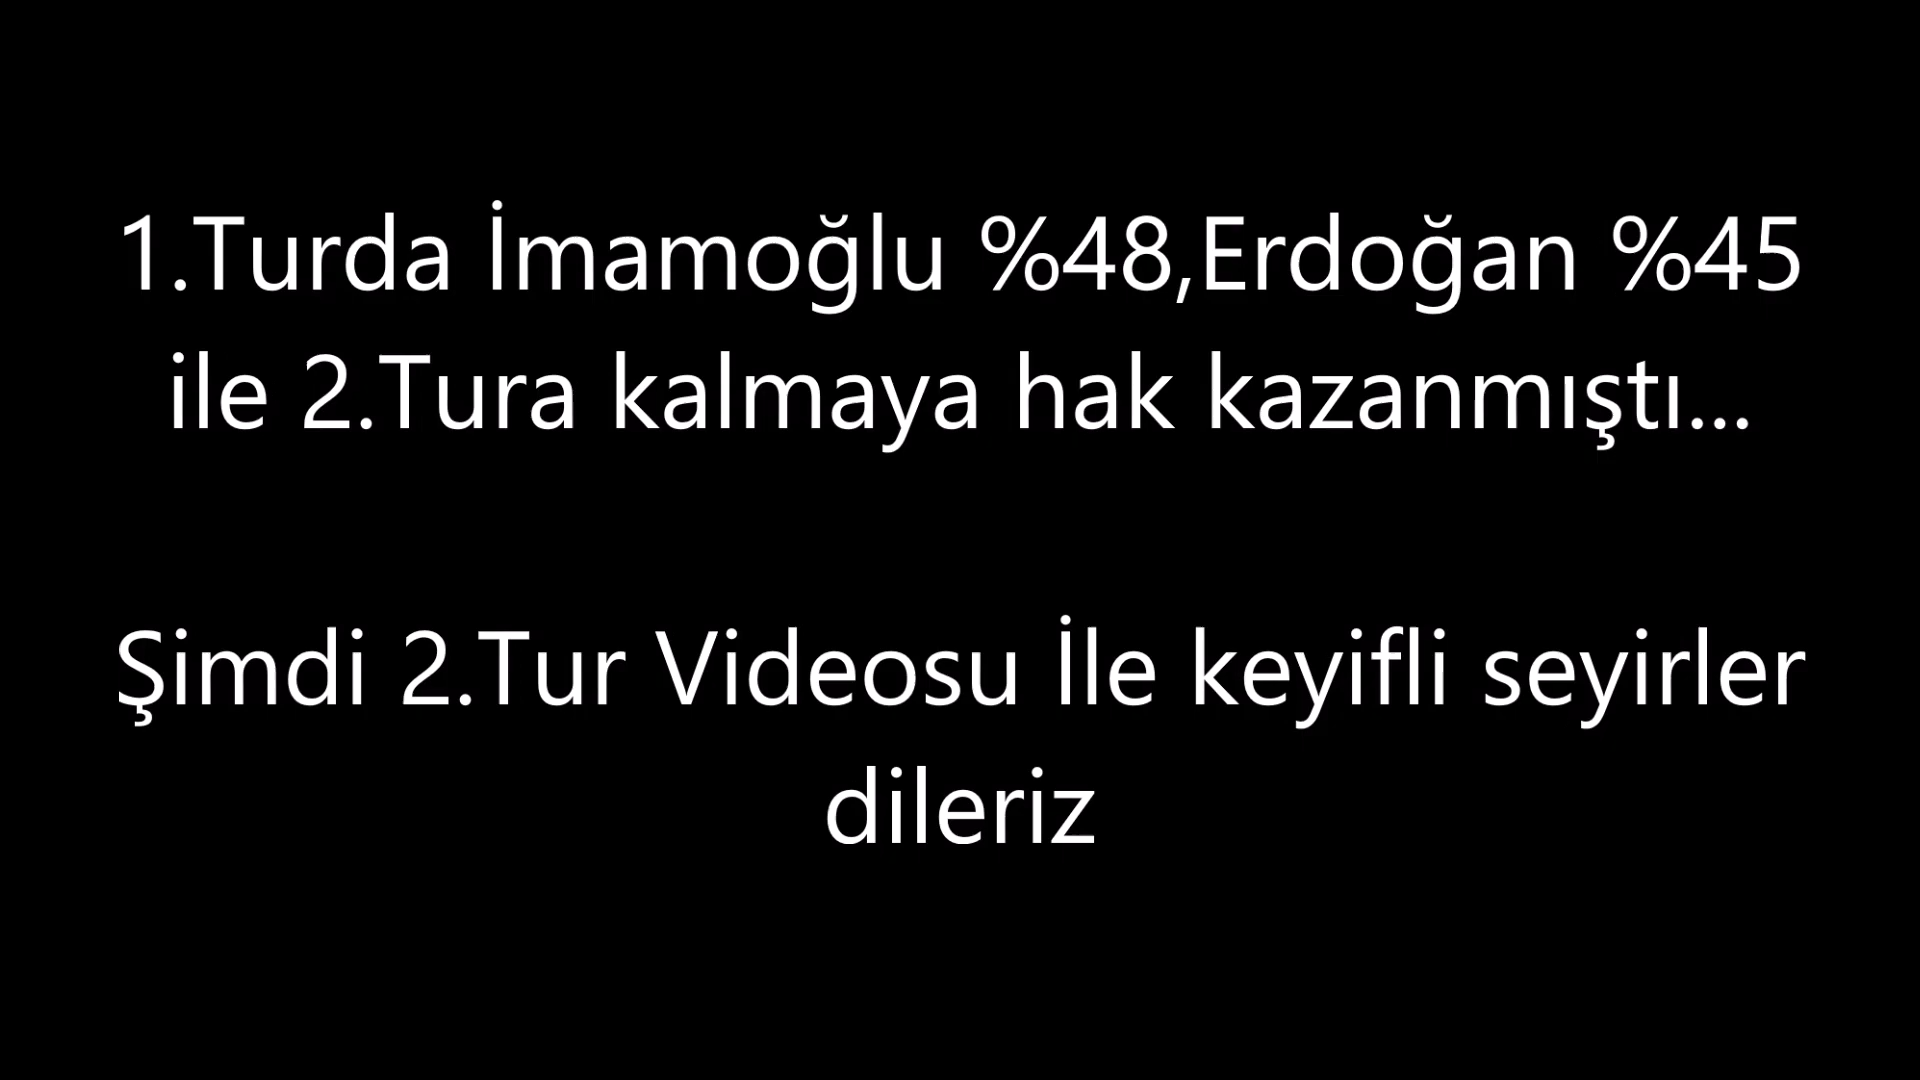 1.Turda İmamoğlu %48,Erdoğan %45
ile 2.Tura kalmaya hak kazanmıştı...
Şimdi 2.Tur Videosu İle keyifli seyirler
dileriz